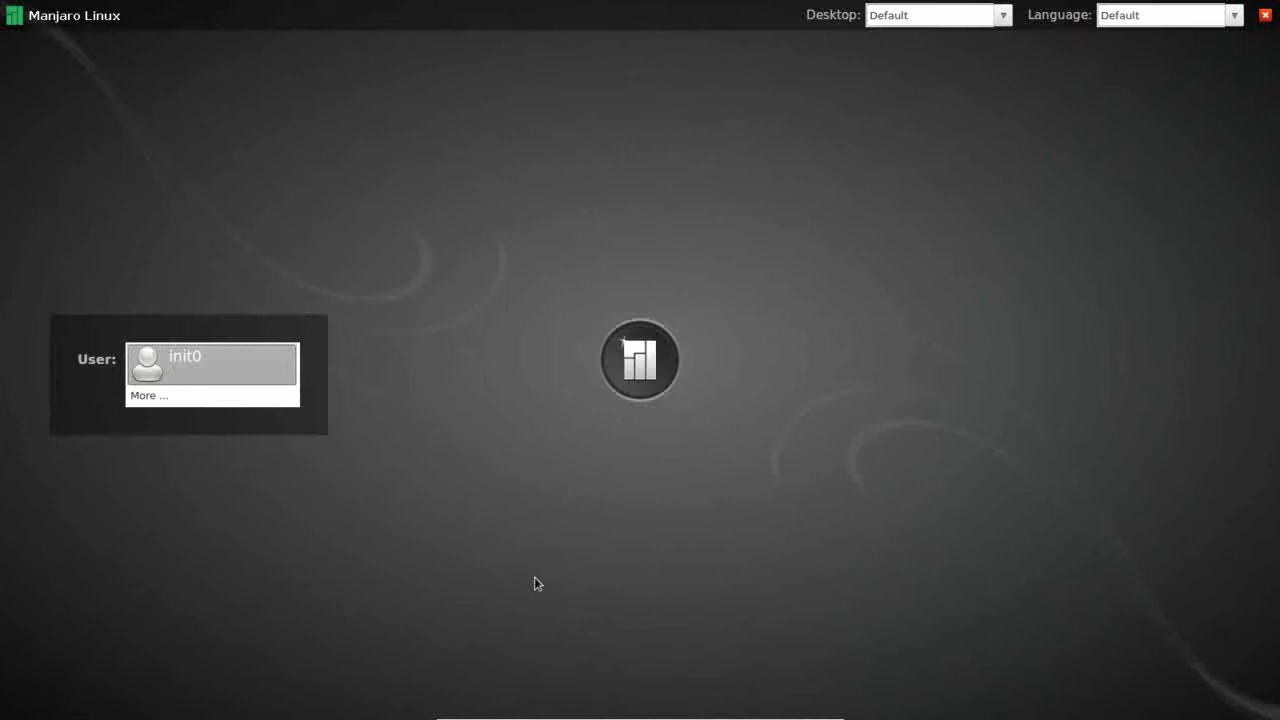 Manjaro Linux
Desktop: Default
Language: Default
User: init0
More ...